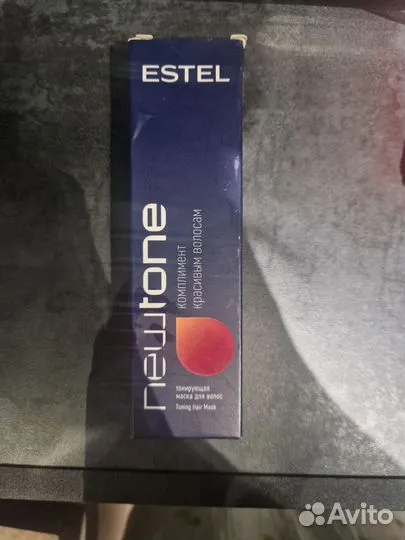 ESTEL
newtone
комплимент
красивым волосам
тонирующая
маска для волос
Toning Hair Mask
Avito